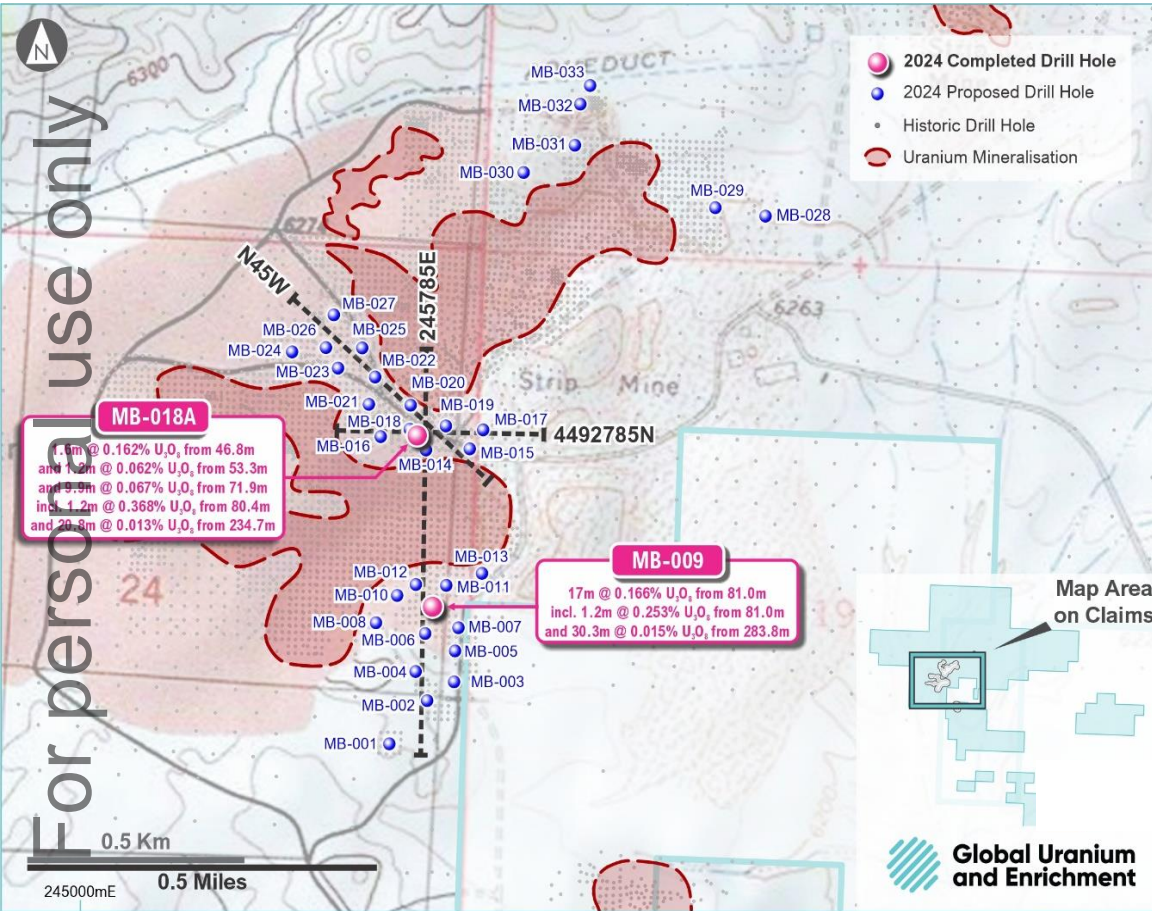 N
For personal use only
6300
2024 Completed Drill Hole
2024 Proposed Drill Hole
Historic Drill Hole
Uranium Mineralisation
MB-033
MB-032
MB-031
MB-030
MB-029
MB-028
N45W
245785E
6263
MB-027
MB-026
MB-025
MB-024
MB-022
MB-023
MB-020
Strip Mine
MB-021
MB-019
MB-018
MB-017
MB-016
4492785N
MB-015
MB-014
MB-018A
1.6m @ 0.162% U₃O₈ from 46.8m
and 1.2m @ 0.062% U₃O₈ from 53.3m
and 9.9m @ 0.067% U₃O₈ from 71.9m
incl. 1.2m @ 0.368% U₃O₈ from 80.4m
and 20.8m @ 0.013% U₃O₈ from 234.7m
MB-013
MB-012
MB-011
MB-010
MB-009
17m @ 0.166% U₃O₈ from 81.0m
incl. 1.2m @ 0.253% U₃O₈ from 81.0m
and 30.3m @ 0.015% U₃O₈ from 283.8m
24
19
MB-008
MB-007
MB-006
MB-005
MB-004
MB-003
MB-002
MB-001
Map Area
on Claims
0.5 Km
0.5 Miles
245000mE
Global Uranium
and Enrichment